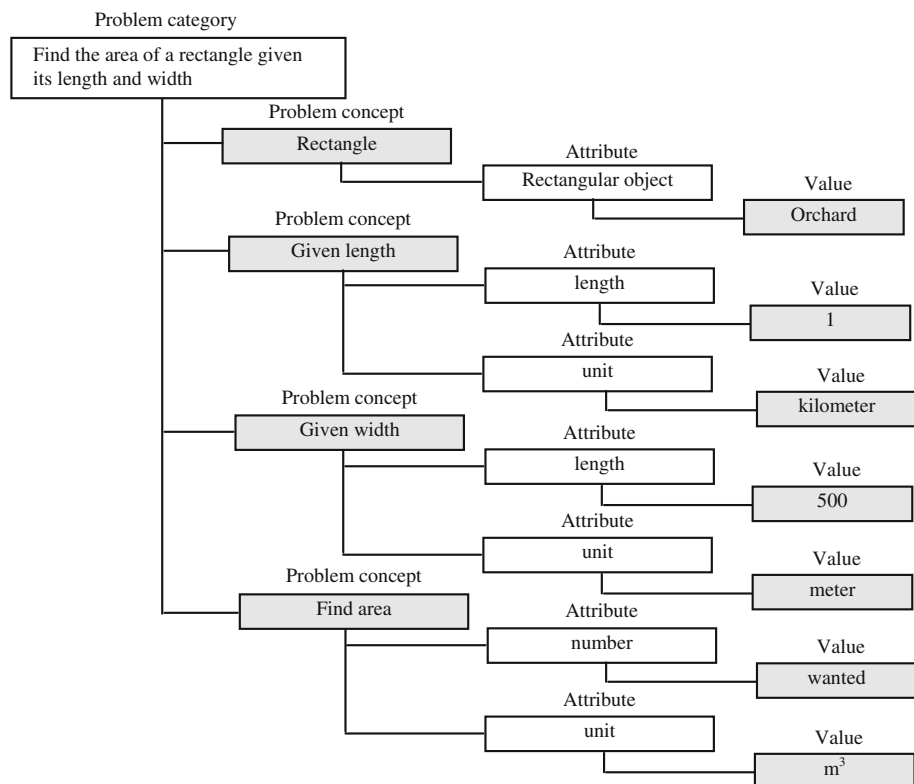 Problem category
Find the area of a rectangle given
its length and width
Problem concept
Rectangle
Attribute
Rectangular object
Value
Orchard
Problem concept
Given length
Attribute
length
Value
1
Attribute
unit
Value
kilometer
Problem concept
Given width
Attribute
length
Value
500
Attribute
unit
Value
meter
Problem concept
Find area
Attribute
number
Value
wanted
Attribute
unit
Value
m³